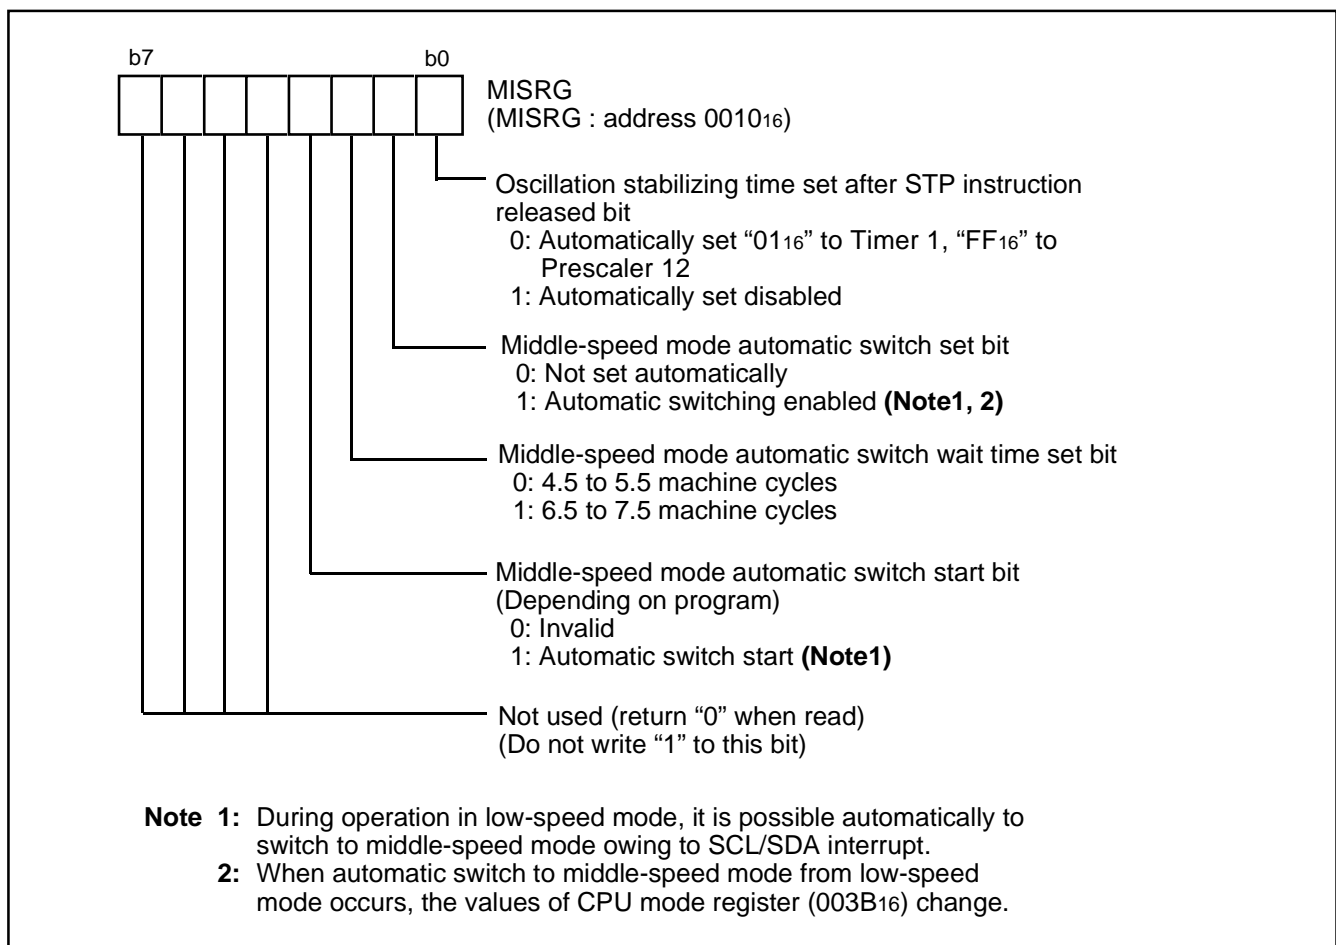 b7 b0
MISRG
(MISRG : address 001016)
Oscillation stabilizing time set after STP instruction
released bit
0: Automatically set “0116” to Timer 1, “FF16” to
Prescaler 12
1: Automatically set disabled
Middle-speed mode automatic switch set bit
0: Not set automatically
1: Automatic switching enabled (Note1, 2)
Middle-speed mode automatic switch wait time set bit
0: 4.5 to 5.5 machine cycles
1: 6.5 to 7.5 machine cycles
Middle-speed mode automatic switch start bit
(Depending on program)
0: Invalid
1: Automatic switch start (Note1)
Not used (return “0” when read)
(Do not write “1” to this bit)
Note 1: During operation in low-speed mode, it is possible automatically to
switch to middle-speed mode owing to SCL/SDA interrupt.
2: When automatic switch to middle-speed mode from low-speed
mode occurs, the values of CPU mode register (003B16) change.